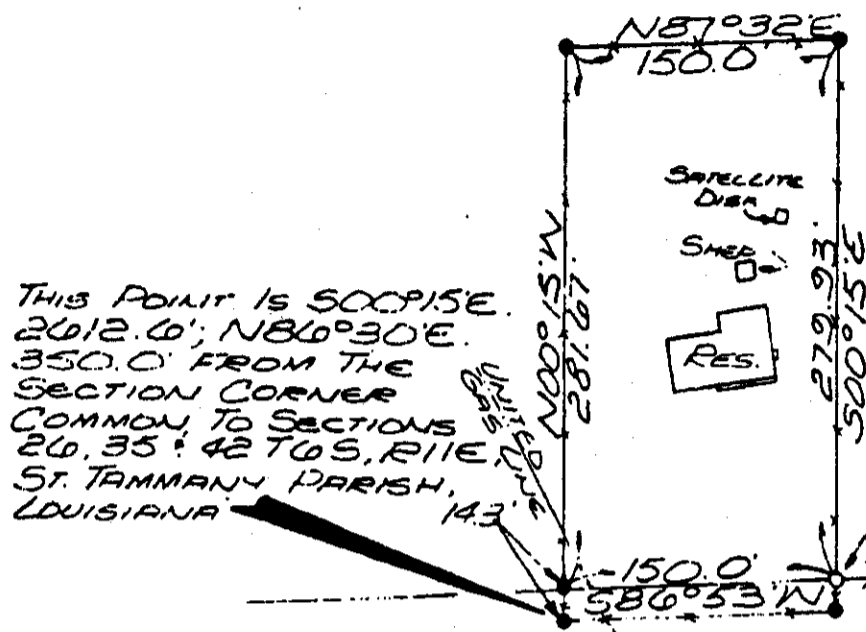 N87°32'E
150.0'
SATELLITE
DISH
SHED
N00°15'W
281.67'
279.93'
S00°15'E
RES.
THIS POINT IS S00°15'E.
2612.6'; N86°30'E.
350.0' FROM THE
SECTION CORNER
COMMON TO SECTIONS
26, 35 & 42 T6S, R11E,
ST. TAMMANY PARISH,
LOUISIANA
UNITED
GAS LINE
14.3'
150.0'
S86°53'W